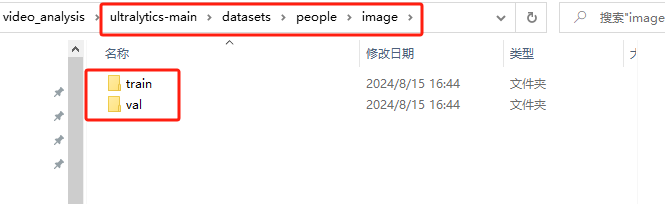 video_analysis > ultralytics-main > datasets > people > image 搜索"image
名称 修改日期 类型 大
train 2024/8/15 16:44 文件夹
val 2024/8/15 16:44 文件夹